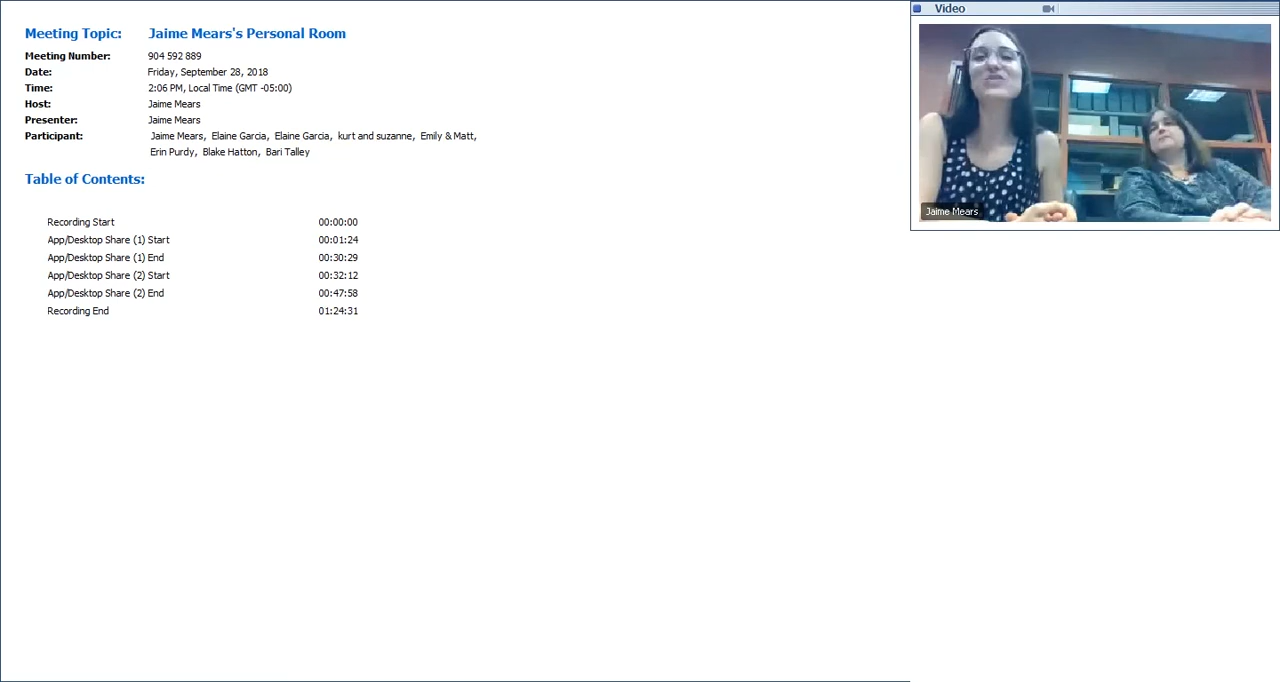 Meeting Topic: Jaime Mears's Personal Room
Meeting Number: 904 592 889
Date: Friday, September 28, 2018
Time: 2:06 PM, Local Time (GMT -05:00)
Host: Jaime Mears
Presenter: Jaime Mears
Participant: Jaime Mears, Elaine Garcia, Elaine Garcia, kurt and suzanne, Emily & Matt,
Erin Purdy, Blake Hatton, Bari Talley
Table of Contents:
Recording Start 00:00:00
App/Desktop Share (1) Start 00:01:24
App/Desktop Share (1) End 00:30:29
App/Desktop Share (2) Start 00:32:12
App/Desktop Share (2) End 00:47:58
Recording End 01:24:31
Video
Jaime Mears